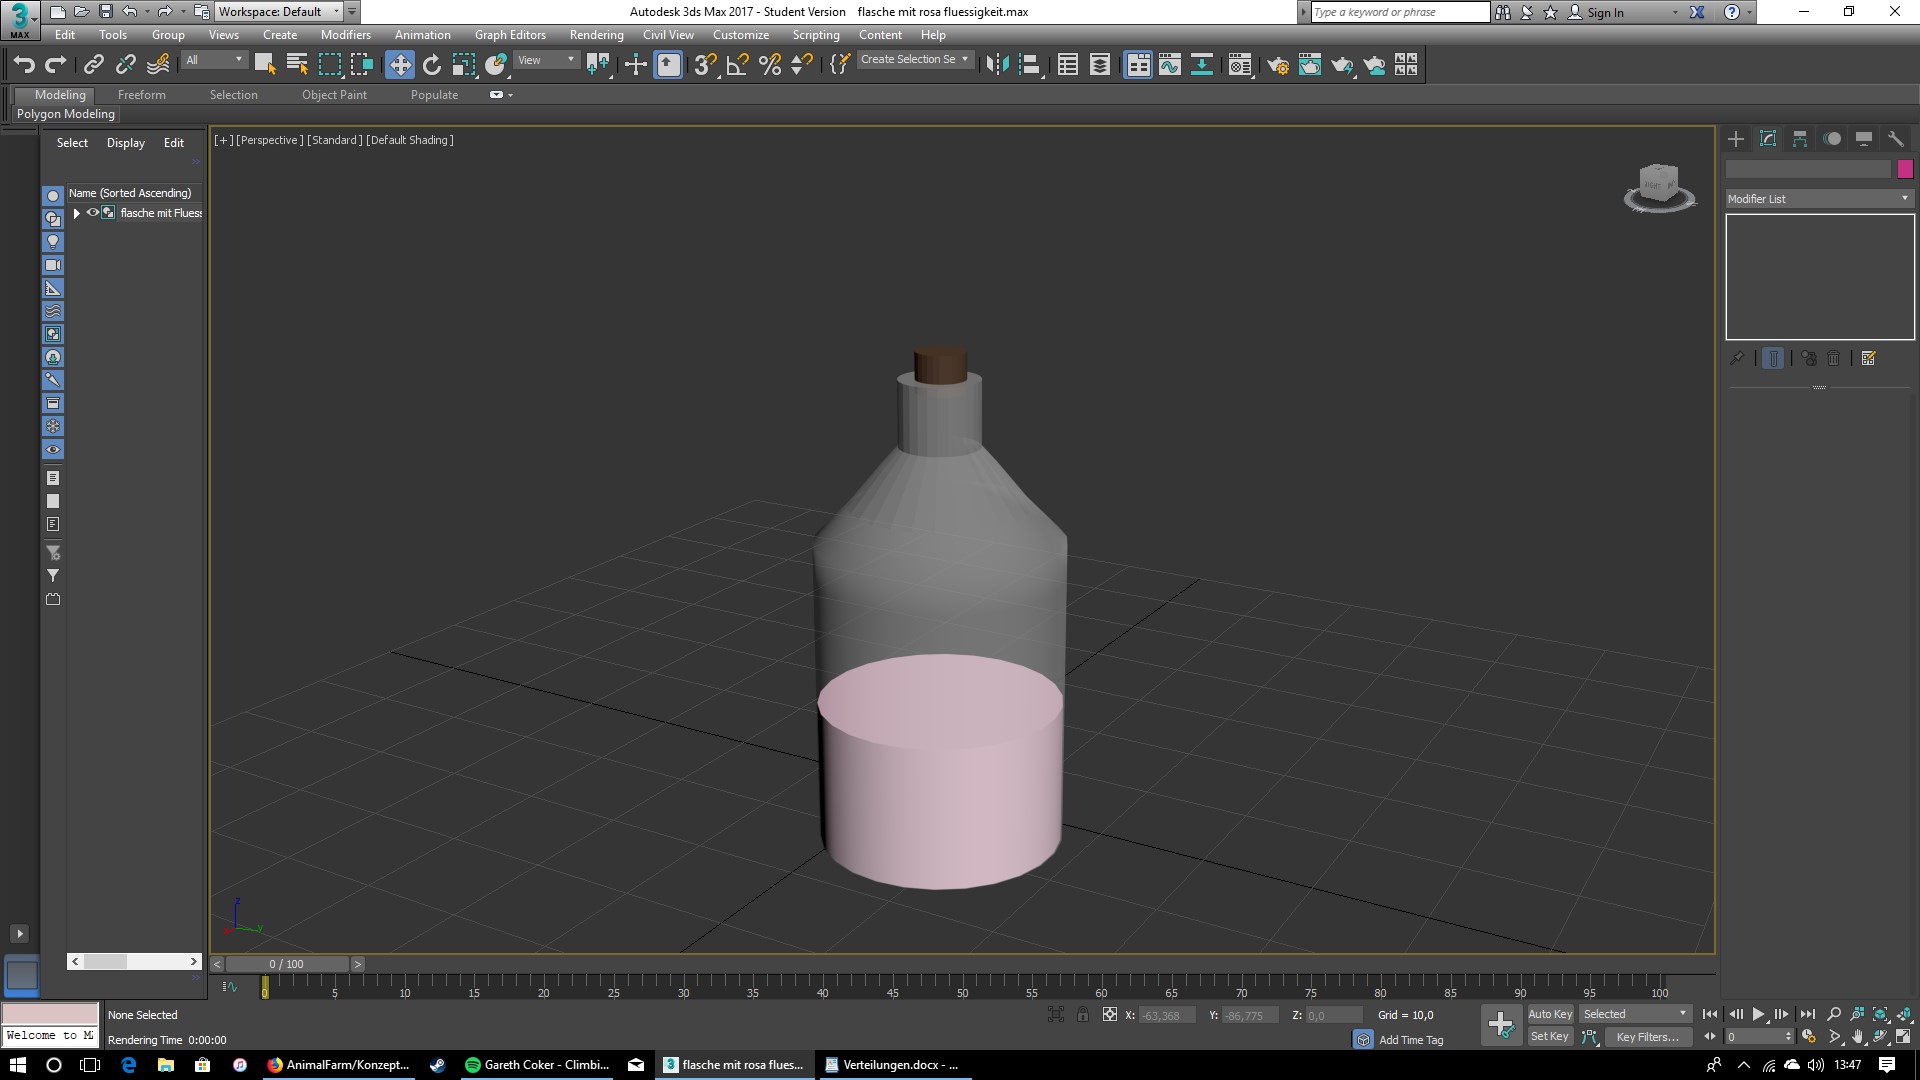 Workspace: Default
Autodesk 3ds Max 2017 - Student Version flasche mit rosa fluessigkeit.max
Type a keyword or phrase
Sign In
MAX
Edit Tools Group Views Create Modifiers Animation Graph Editors Rendering Civil View Customize Scripting Content Help
All
View
Create Selection Se
Modeling Freeform Selection Object Paint Populate
Polygon Modeling
Select Display Edit
[+] [Perspective] [Standard] [Default Shading]
Name (Sorted Ascending)
flasche mit Fluess
RIGHT
Modifier List
z
y
0 / 100
0 5 10 15 20 25 30 35 40 45 50 55 60 65 70 75 80 85 90 95 100
None Selected
X: -63,368 Y: -86,775 Z: 0,0 Grid = 10,0
Auto Key Selected
Welcome to M
Rendering Time 0:00:00
Add Time Tag
Set Key Key Filters...
0
AnimalFarm/Konzept...
Gareth Coker - Climbi...
flasche mit rosa flues...
Verteilungen.docx - ...
13:47